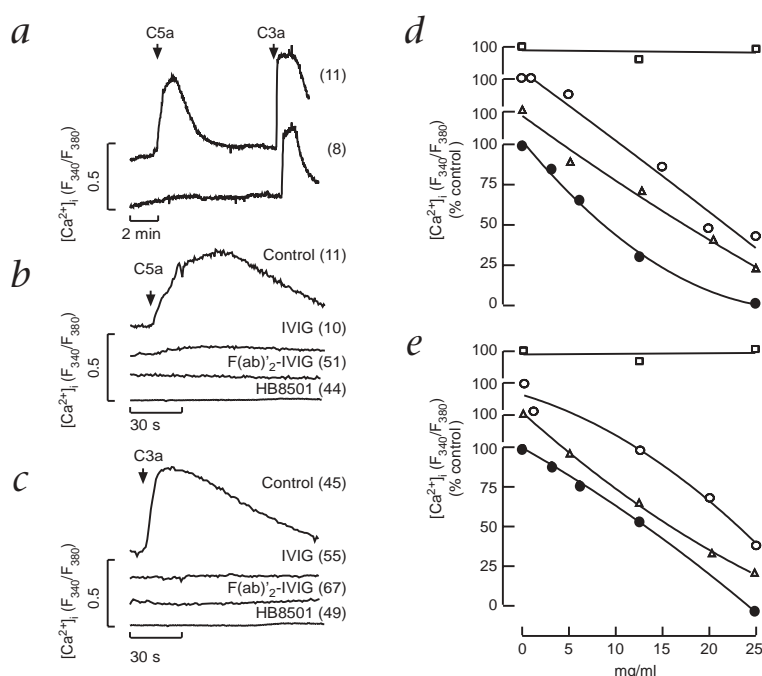 a
C5a
C3a
(11)
(8)
[Ca²⁺]ᵢ (F₃₄₀/F₃₈₀)
0.5
2 min
b
C5a
Control (11)
IVIG (10)
F(ab)'₂-IVIG (51)
HB8501 (44)
[Ca²⁺]ᵢ (F₃₄₀/F₃₈₀)
0.5
30 s
c
C3a
Control (45)
IVIG (55)
F(ab)'₂-IVIG (67)
HB8501 (49)
[Ca²⁺]ᵢ (F₃₄₀/F₃₈₀)
0.5
30 s
d
100
100
100
100
75
50
25
0
[Ca²⁺]ᵢ (F₃₄₀/F₃₈₀)
(% control)
e
100
100
100
100
75
50
25
0
[Ca²⁺]ᵢ (F₃₄₀/F₃₈₀)
(% control)
0 5 10 15 20 25
mg/ml